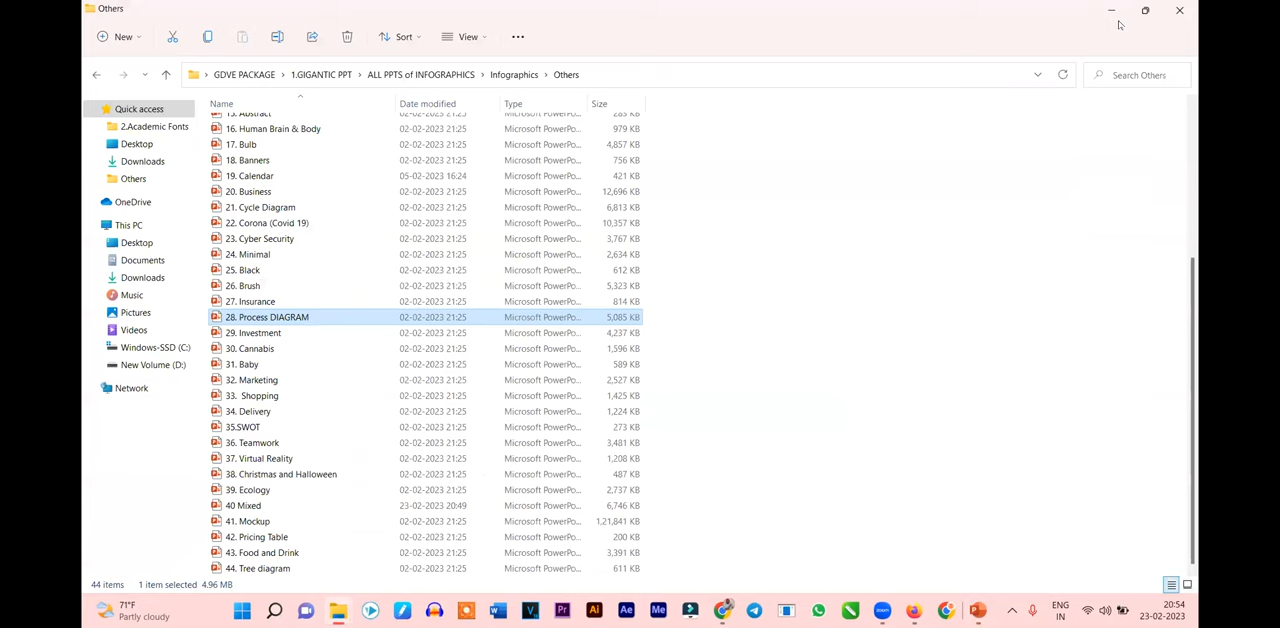 Others
New
Sort
View
GDVE PACKAGE > 1.GIGANTIC PPT > ALL PPTS of INFOGRAPHICS > Infographics > Others
Search Others
Name Date modified Type Size
Quick access
2.Academic Fonts
Desktop
Downloads
Others
OneDrive
This PC
Desktop
Documents
Downloads
Music
Pictures
Videos
Windows-SSD (C:)
New Volume (D:)
Network
15. Abstract 02-02-2023 21:25 Microsoft PowerPo... 283 KB
16. Human Brain & Body 02-02-2023 21:25 Microsoft PowerPo... 979 KB
17. Bulb 02-02-2023 21:25 Microsoft PowerPo... 4,857 KB
18. Banners 02-02-2023 21:25 Microsoft PowerPo... 756 KB
19. Calendar 05-02-2023 16:24 Microsoft PowerPo... 421 KB
20. Business 02-02-2023 21:25 Microsoft PowerPo... 12,696 KB
21. Cycle Diagram 02-02-2023 21:25 Microsoft PowerPo... 6,813 KB
22. Corona (Covid 19) 02-02-2023 21:25 Microsoft PowerPo... 10,357 KB
23. Cyber Security 02-02-2023 21:25 Microsoft PowerPo... 3,767 KB
24. Minimal 02-02-2023 21:25 Microsoft PowerPo... 2,634 KB
25. Black 02-02-2023 21:25 Microsoft PowerPo... 612 KB
26. Brush 02-02-2023 21:25 Microsoft PowerPo... 5,323 KB
27. Insurance 02-02-2023 21:25 Microsoft PowerPo... 814 KB
28. Process DIAGRAM 02-02-2023 21:25 Microsoft PowerPo... 5,085 KB
29. Investment 02-02-2023 21:25 Microsoft PowerPo... 4,237 KB
30. Cannabis 02-02-2023 21:25 Microsoft PowerPo... 1,596 KB
31. Baby 02-02-2023 21:25 Microsoft PowerPo... 589 KB
32. Marketing 02-02-2023 21:25 Microsoft PowerPo... 2,527 KB
33. Shopping 02-02-2023 21:25 Microsoft PowerPo... 1,425 KB
34. Delivery 02-02-2023 21:25 Microsoft PowerPo... 1,224 KB
35.SWOT 02-02-2023 21:25 Microsoft PowerPo... 273 KB
36. Teamwork 02-02-2023 21:25 Microsoft PowerPo... 3,481 KB
37. Virtual Reality 02-02-2023 21:25 Microsoft PowerPo... 1,208 KB
38. Christmas and Halloween 02-02-2023 21:25 Microsoft PowerPo... 487 KB
39. Ecology 02-02-2023 21:25 Microsoft PowerPo... 2,737 KB
40 Mixed 23-02-2023 20:49 Microsoft PowerPo... 6,746 KB
41. Mockup 02-02-2023 21:25 Microsoft PowerPo... 1,21,841 KB
42. Pricing Table 02-02-2023 21:25 Microsoft PowerPo... 200 KB
43. Food and Drink 02-02-2023 21:25 Microsoft PowerPo... 3,391 KB
44. Tree diagram 02-02-2023 21:25 Microsoft PowerPo... 611 KB
44 items 1 item selected 4.96 MB
71°F
Partly cloudy
ENG
IN
20:54
23-02-2023